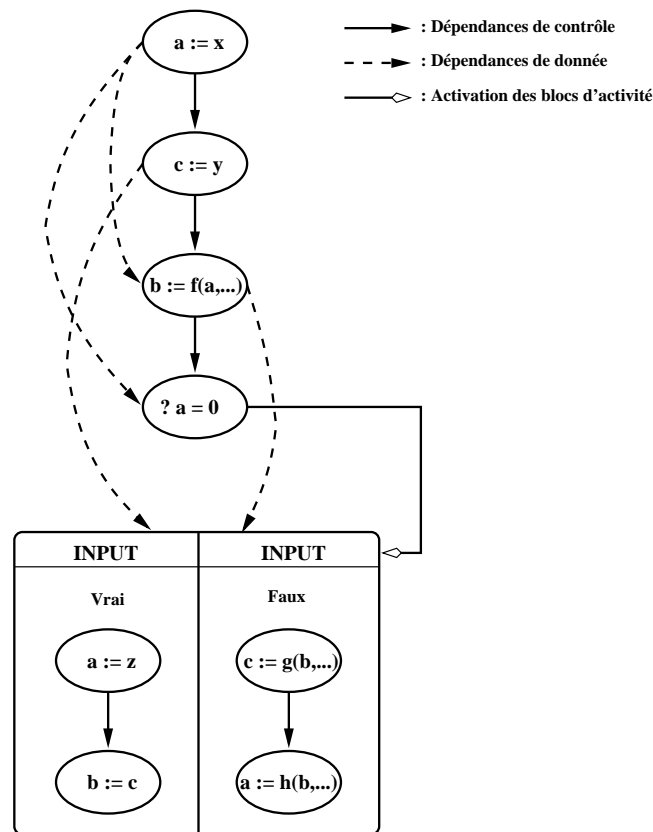 a := x
: Dépendances de contrôle
: Dépendances de donnée
: Activation des blocs d'activité
c := y
b := f(a,...)
? a = 0
INPUT
INPUT
Vrai
Faux
a := z
c := g(b,...)
b := c
a := h(b,...)